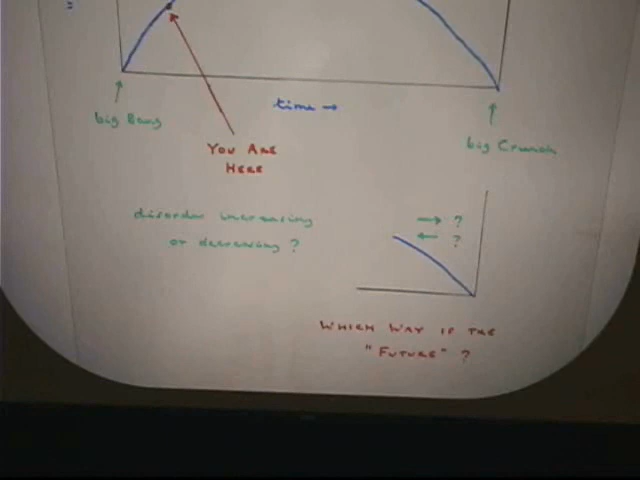 =
time →
big Bang
big Crunch
YOU ARE
HERE
disorder increasing
or decreasing ?
→ ?
← ?
WHICH WAY IS THE
"FUTURE" ?